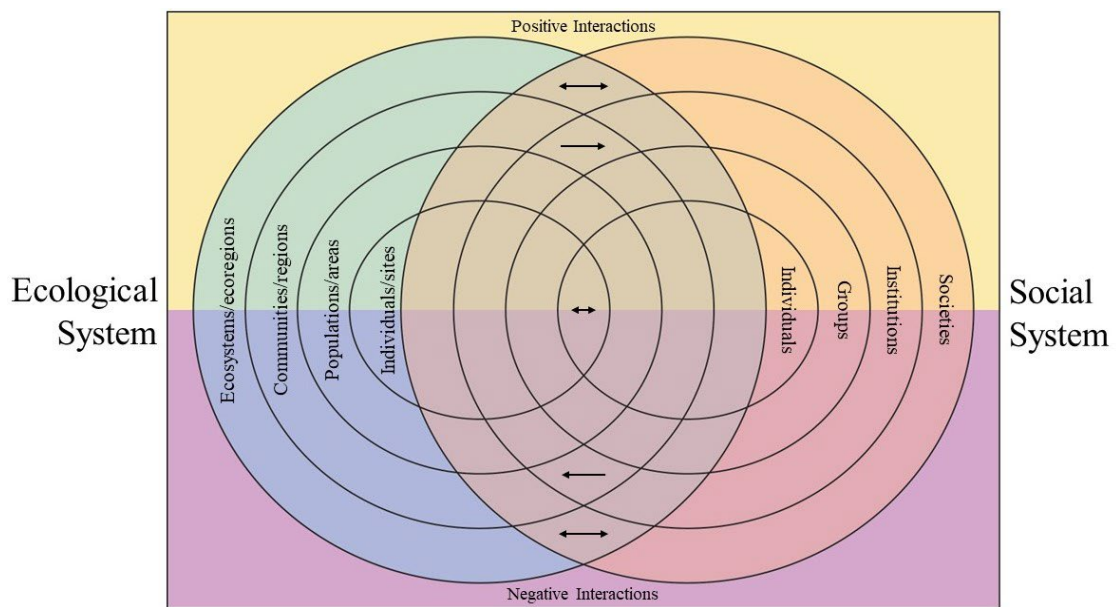 Positive Interactions
Ecological
System
Ecosystems/ecoregions
Communities/regions
Populations/areas
Individuals/sites
Individuals
Groups
Institutions
Societies
Social
System
Negative Interactions